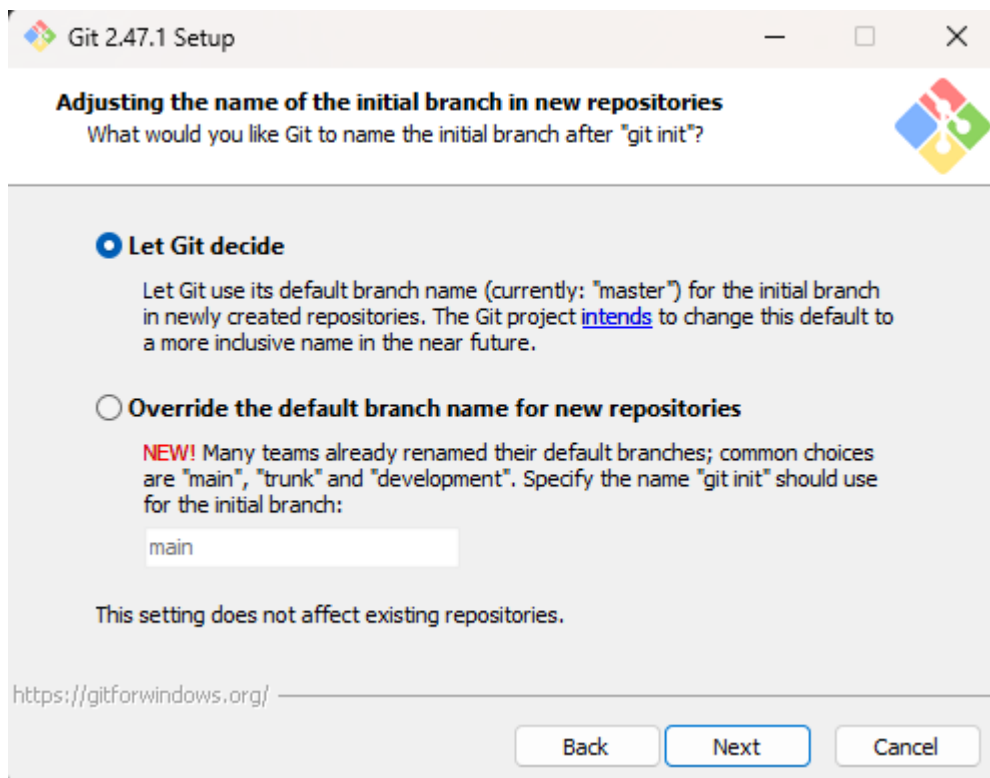 Git 2.47.1 Setup
Adjusting the name of the initial branch in new repositories
What would you like Git to name the initial branch after "git init"?
Let Git decide
Let Git use its default branch name (currently: "master") for the initial branch
in newly created repositories. The Git project intends to change this default to
a more inclusive name in the near future.
Override the default branch name for new repositories
NEW! Many teams already renamed their default branches; common choices
are "main", "trunk" and "development". Specify the name "git init" should use
for the initial branch:
main
This setting does not affect existing repositories.
https://gitforwindows.org/
Back Next Cancel